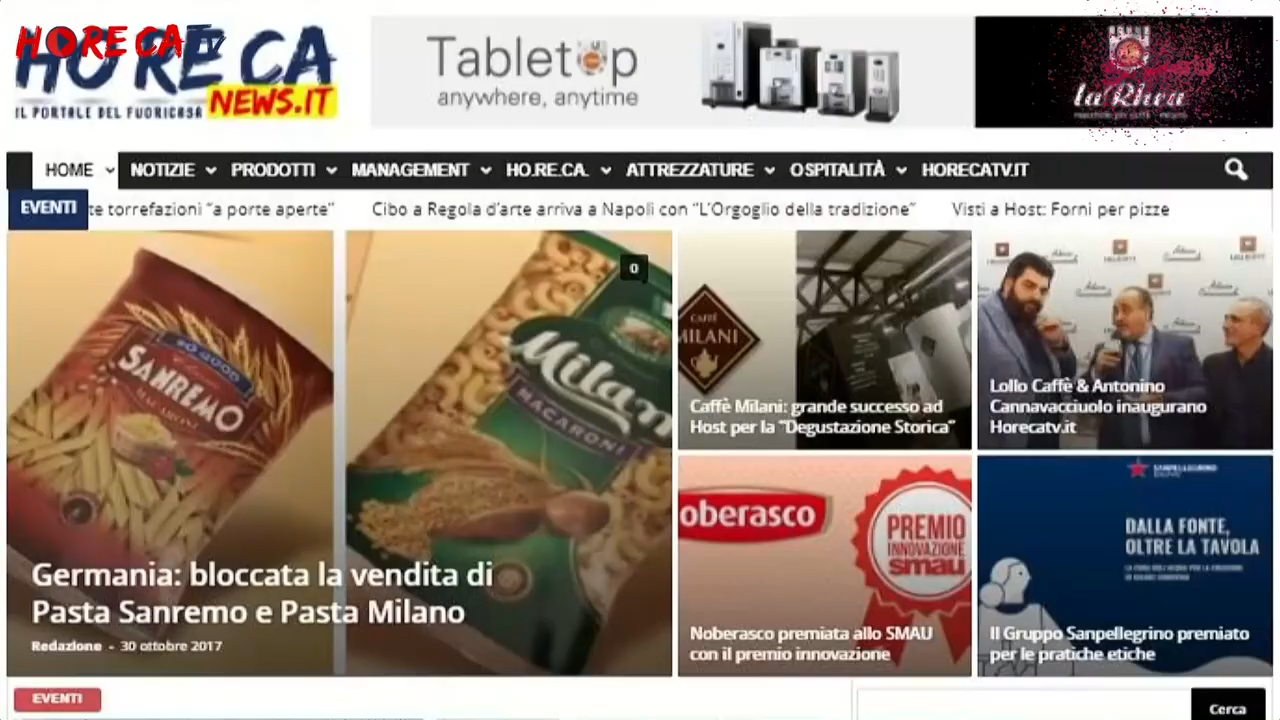 HO RE CA TV
HO RE CA
NEWS.IT
IL PORTALE DEL FUORICASA
Tabletop
anywhere, anytime
la Rhea
HOME
NOTIZIE
PRODOTTI
MANAGEMENT
HO.RE.CA.
ATTREZZATURE
OSPITALITÀ
HORECATV.IT
EVENTI
te torrefazioni "a porte aperte"
Cibo a Regola d'arte arriva a Napoli con "L'Orgoglio della tradizione"
Visti a Host: Forni per pizze
0
SANREMO
MACARONI
Milano
MACARONI
CAFFÈ
MILANI
Caffè Milani: grande successo ad
Host per la "Degustazione Storica"
Lollo Caffè & Antonino
Cannavacciuolo inaugurano
Horecatv.it
Germania: bloccata la vendita di
Pasta Sanremo e Pasta Milano
Redazione - 30 ottobre 2017
oberasco
PREMIO
INNOVAZIONE
smau
Noberasco premiata allo SMAU
con il premio innovazione
SANPELLEGRINO
DALLA FONTE,
OLTRE LA TAVOLA
Il Gruppo Sanpellegrino premiato
per le pratiche etiche
EVENTI
Cerca